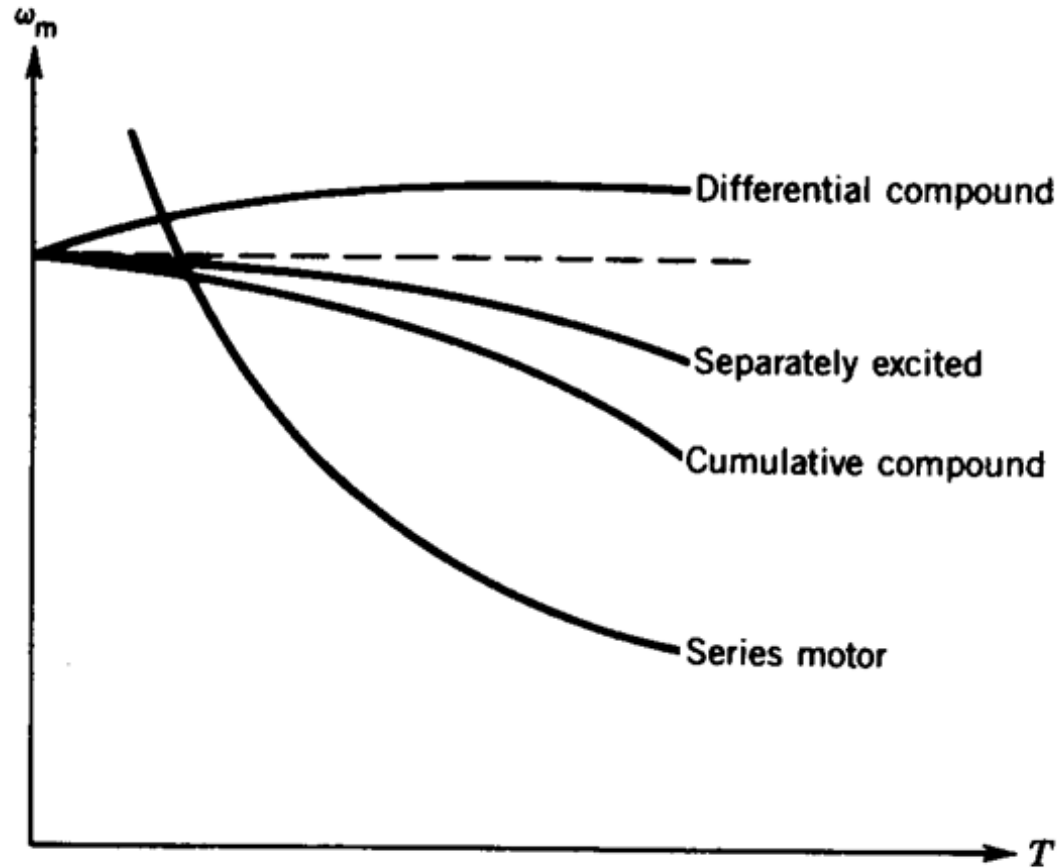 ωm
Differential compound
Separately excited
Cumulative compound
Series motor
T